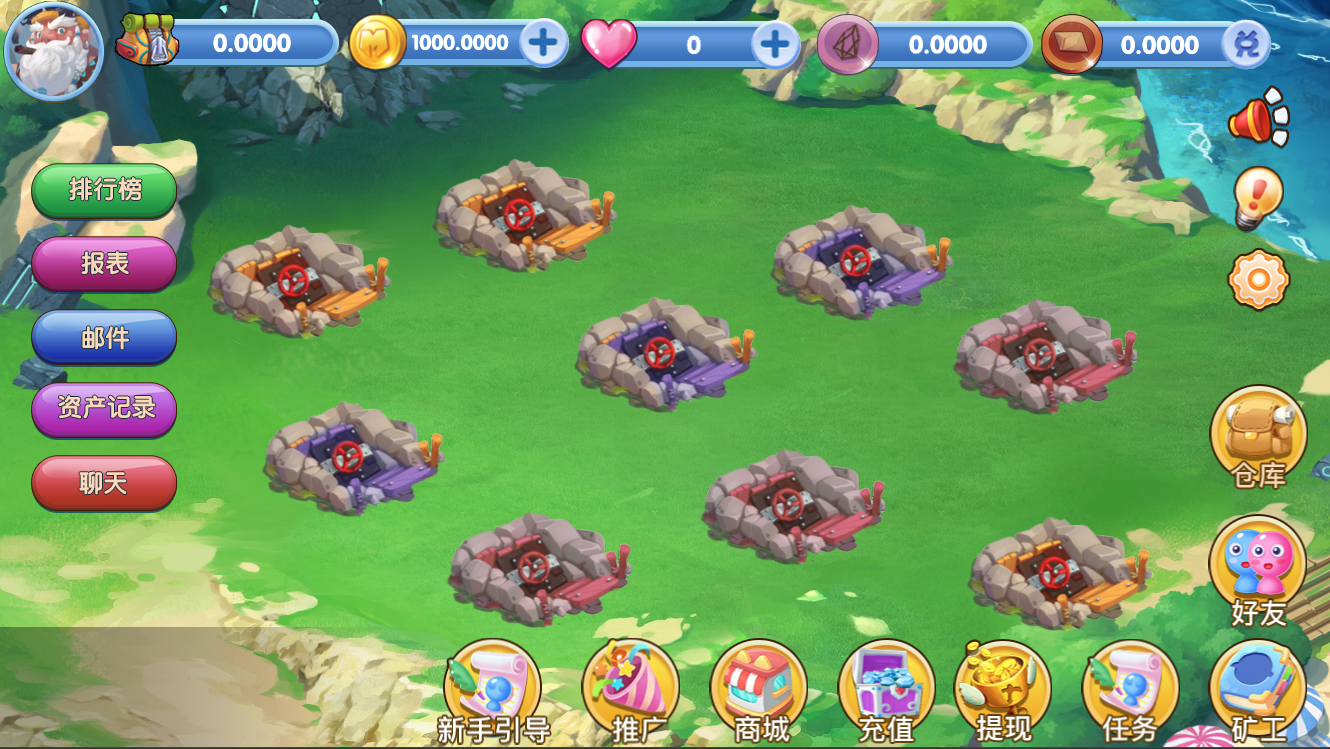 0.0000
1000.0000
0
0.0000
0.0000
排行榜
报表
邮件
资产记录
聊天
仓库
好友
新手引导
推广
商城
充值
提现
任务
矿工